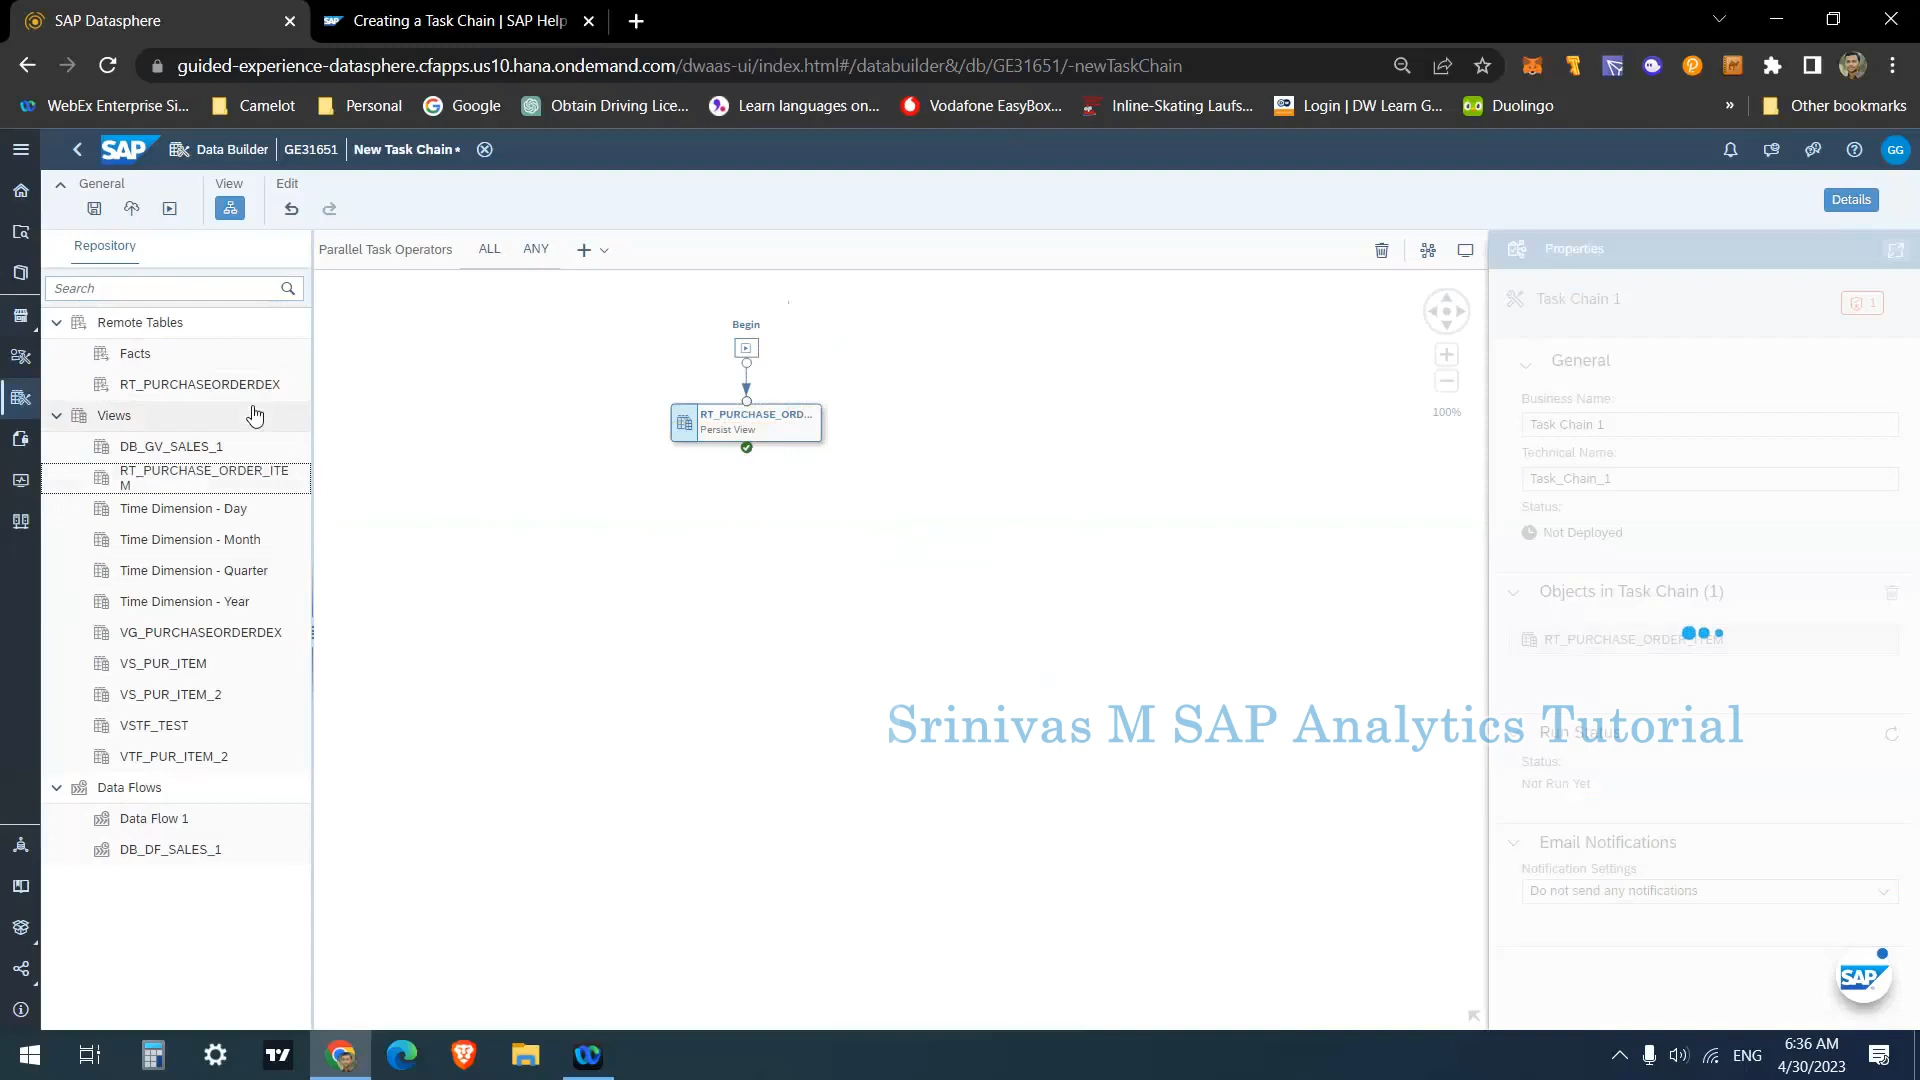 SAP Datasphere
SAP Creating a Task Chain | SAP Help
guided-experience-datasphere.cfapps.us10.hana.ondemand.com/dwaas-ui/index.html#/databuilder&/db/GE31651/-newTaskChain
WebEx Enterprise Si... Camelot Personal Google Obtain Driving Lice... Learn languages on... Vodafone EasyBox... Inline-Skating Laufs... Login | DW Learn G... Duolingo » Other bookmarks
SAP Data Builder GE31651 New Task Chain* GG
General View Edit
Details
Repository
Parallel Task Operators ALL ANY
Properties
Search
Remote Tables
Facts
RT_PURCHASEORDERDEX
Views
DB_GV_SALES_1
RT_PURCHASE_ORDER_ITE
M
Time Dimension - Day
Time Dimension - Month
Time Dimension - Quarter
Time Dimension - Year
VG_PURCHASEORDERDEX
VS_PUR_ITEM
VS_PUR_ITEM_2
VSTF_TEST
VTF_PUR_ITEM_2
Data Flows
Data Flow 1
DB_DF_SALES_1
Begin
RT_PURCHASE_ORD...
Persist View
100%
Task Chain 1
1
General
Business Name:
Task Chain 1
Technical Name:
Task_Chain_1
Status:
Not Deployed
Objects in Task Chain (1)
RT_PURCHASE_ORDER_ITEM
Srinivas M SAP Analytics Tutorial
Run Status
Status:
Not Run Yet
Email Notifications
Notification Settings
Do not send any notifications
SAP
ENG
6:36 AM
4/30/2023